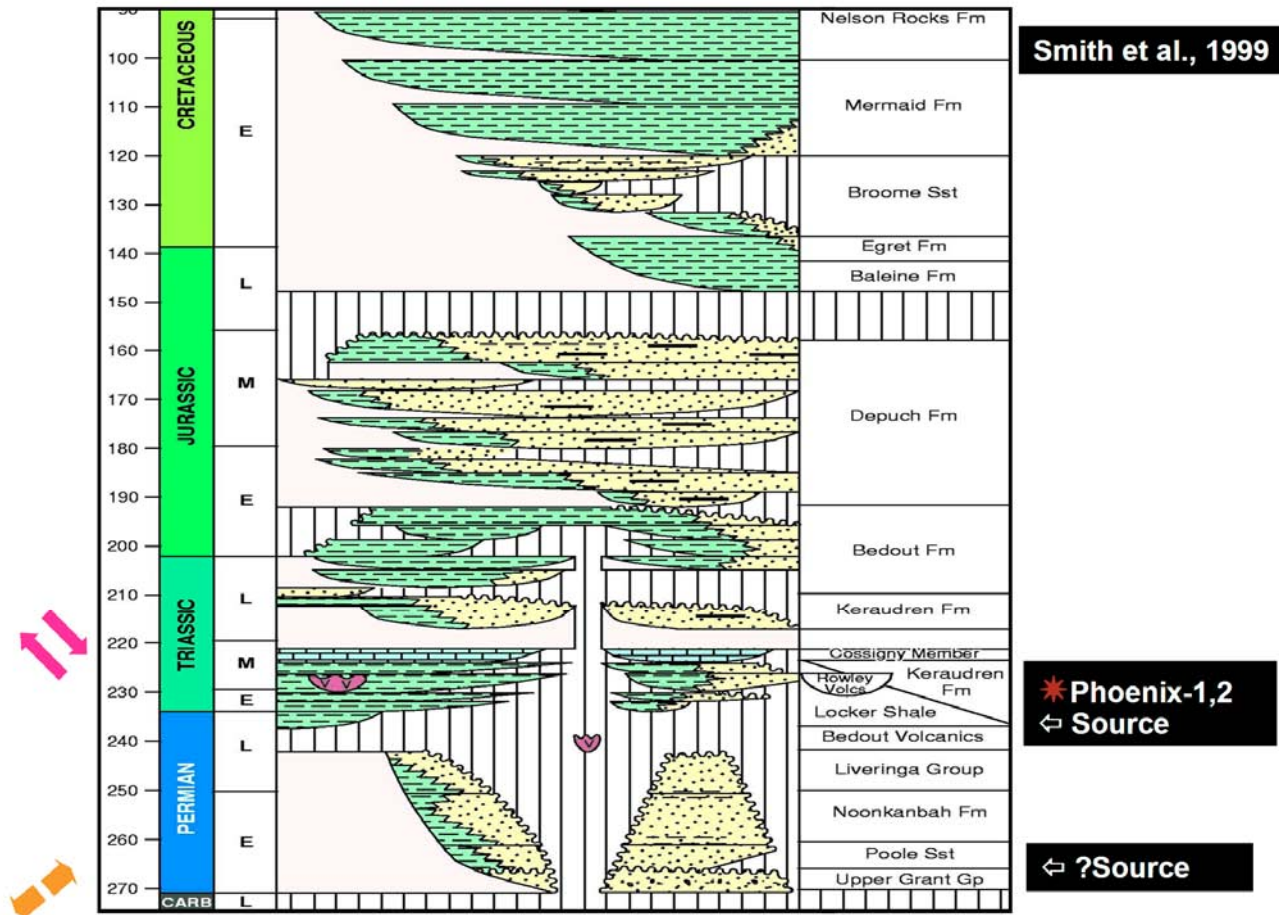 90
100
110
120
130
140
150
160
170
180
190
200
210
220
230
240
250
260
270
CRETACEOUS
JURASSIC
TRIASSIC
PERMIAN
CARB
E
L
M
E
L
M
E
L
E
L
Nelson Rocks Fm
Mermaid Fm
Broome Sst
Egret Fm
Baleine Fm
Depuch Fm
Bedout Fm
Keraudren Fm
Cossigny Member
Rowley
Volcs
Keraudren
Fm
Locker Shale
Bedout Volcanics
Liveringa Group
Noonkanbah Fm
Poole Sst
Upper Grant Gp
V V
V
Smith et al., 1999
Phoenix-1,2
⇦ Source
⇦ ?Source